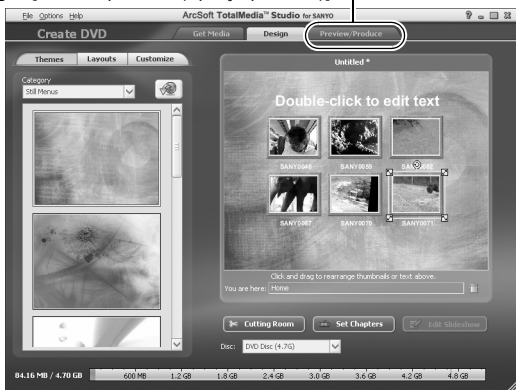 File Options Help
ArcSoft TotalMedia™ Studio for SANYO
Create DVD
Get Media
Design
Preview/Produce
Themes
Layouts
Customize
Category
Still Menus
Untitled *
Double-click to edit text
SANY0059
SANY0067
SANY0070
SANY0071
Click and drag to rearrange thumbnails or text above.
You are here: Home
Cutting Room
Set Chapters
Edit Slideshow
Disc: DVD Disc (4.7G)
84.16 MB / 4.70 GB
600 MB 1.2 GB 1.8 GB 2.4 GB 3.0 GB 3.6 GB 4.2 GB 4.8 GB